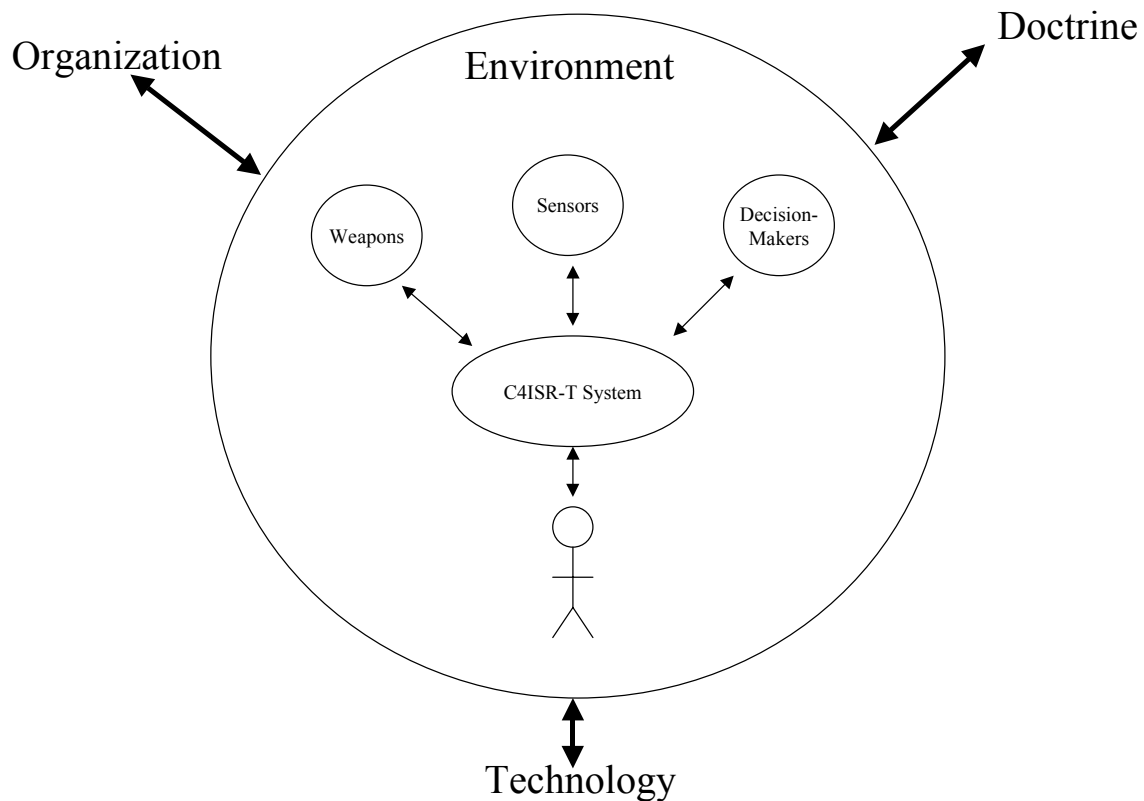 Organization
Doctrine
Environment
Weapons
Sensors
Decision-
Makers
C4ISR-T System
Technology